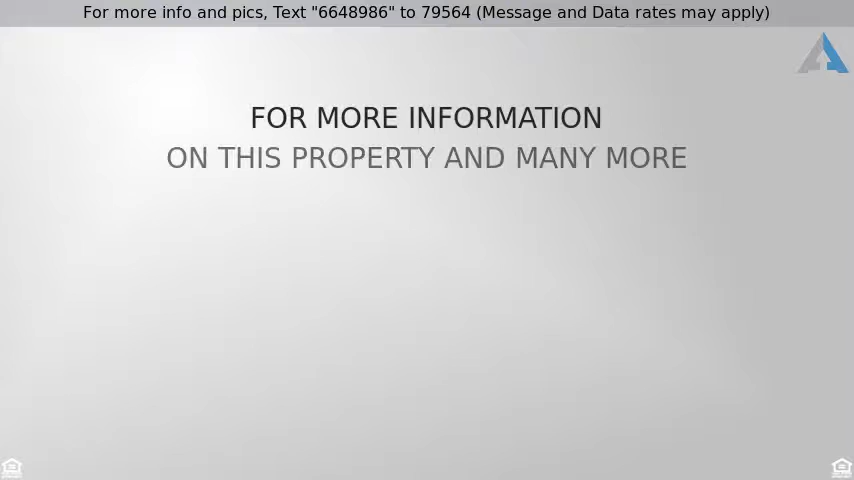 For more info and pics, Text "6648986" to 79564 (Message and Data rates may apply)
FOR MORE INFORMATION
ON THIS PROPERTY AND MANY MORE